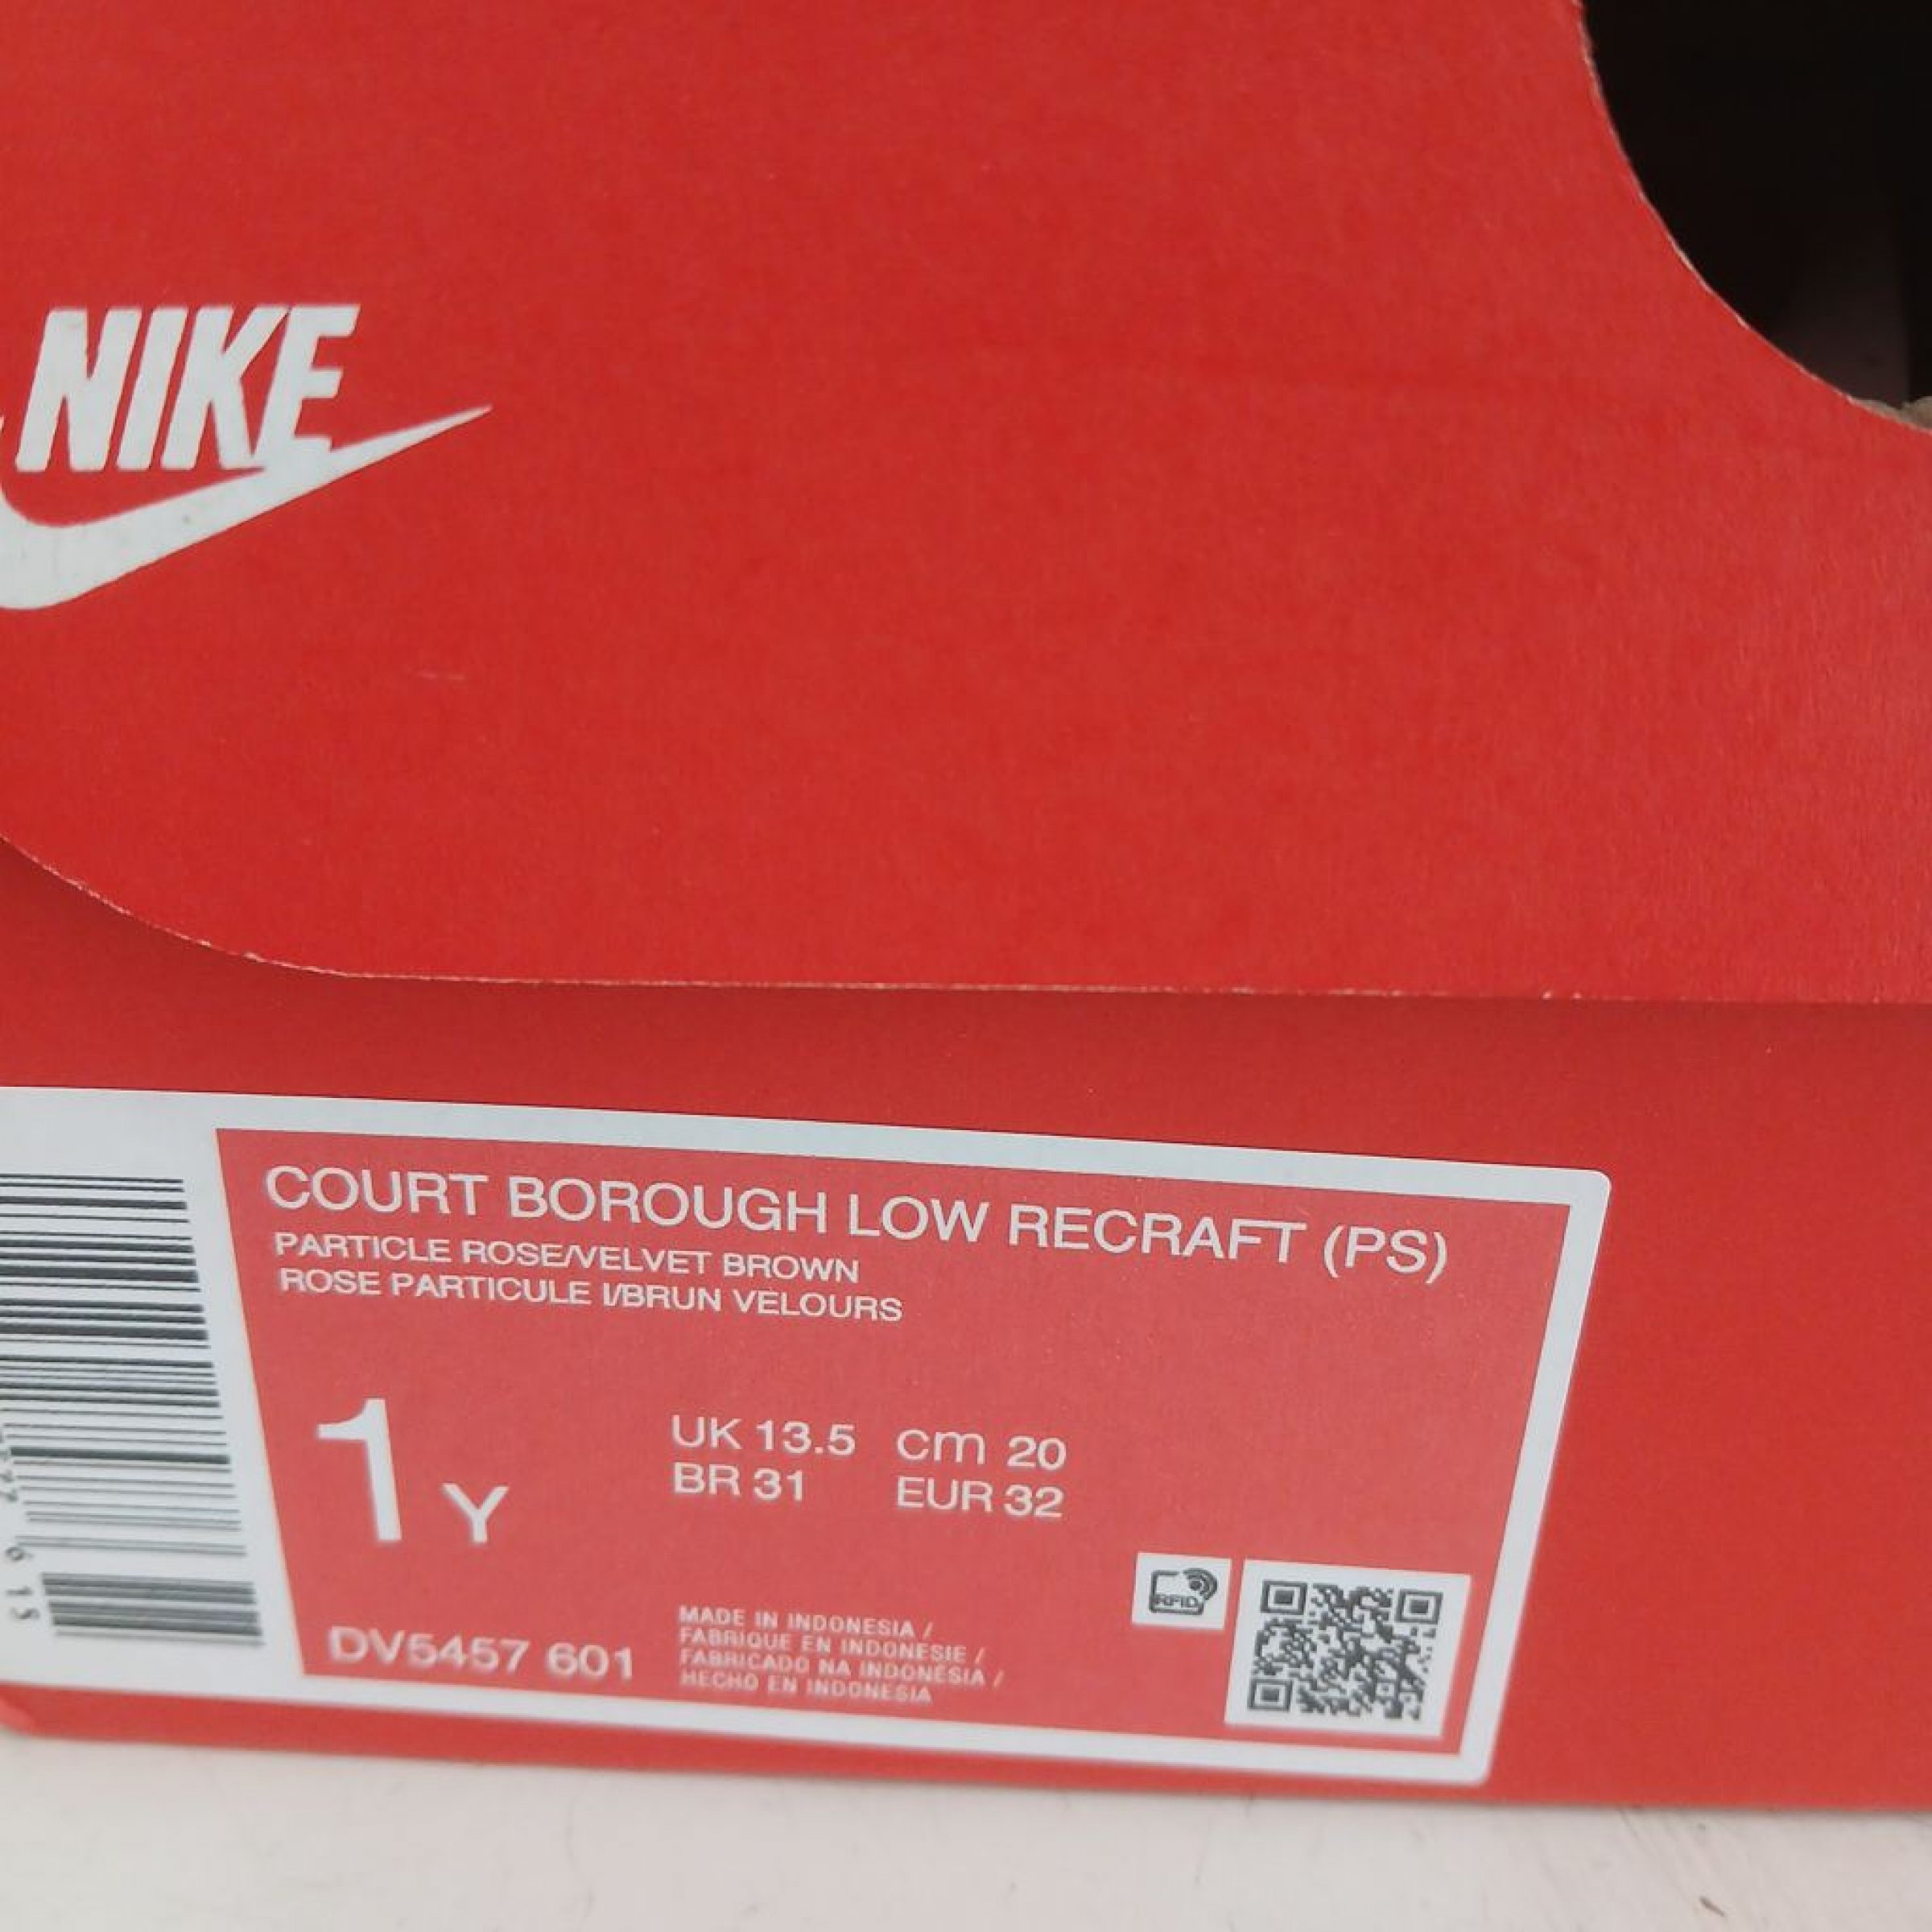 NIKE
COURT BOROUGH LOW RECRAFT (PS)
PARTICLE ROSE/VELVET BROWN
ROSE PARTICULE I/BRUN VELOURS
1Y
UK 13.5 cm 20
BR 31 EUR 32
RFID
DV5457 601
MADE IN INDONESIA /
FABRIQUE EN INDONESIE /
FABRICADO NA INDONÉSIA /
HECHO EN INDONESIA